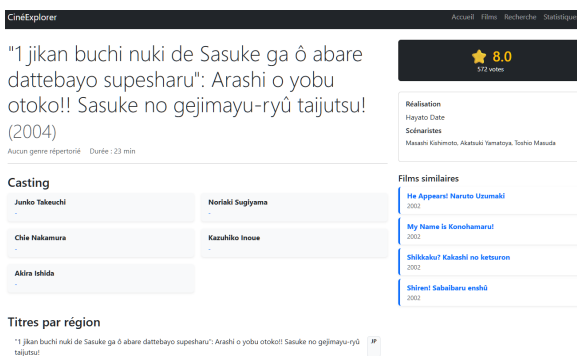 CinéExplorer
Accueil Films Recherche Statistiques
"1 jikan buchi nuki de Sasuke ga ô abare
dattebayo supesharu": Arashi o yobu
otoko!! Sasuke no gejimayu-ryû taijutsu!
(2004)
Aucun genre répertorié Durée : 23 min
8.0
572 votes
Réalisation
Hayato Date
Scénaristes
Masashi Kishimoto, Akatsuki Yamatoya, Toshio Masuda
Casting
Junko Takeuchi
-
Noriaki Sugiyama
-
Chie Nakamura
-
Kazuhiko Inoue
-
Akira Ishida
-
Films similaires
He Appears! Naruto Uzumaki
2002
My Name is Konohamaru!
2002
Shikkaku? Kakashi no ketsuron
2002
Shiren! Sabaibaru enshû
2002
Titres par région
"1 jikan buchi nuki de Sasuke ga ô abare dattebayo supesharu": Arashi o yobu otoko!! Sasuke no gejimayu-ryû
taijutsu!
JP